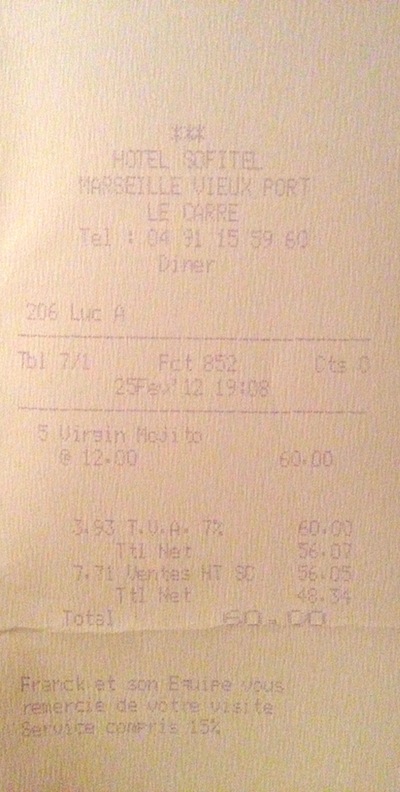 ***
HOTEL SOFITEL
MARSEILLE VIEUX PORT
LE CARRE
Tel : 04 91 15 59 60
Diner
206 Luc A
Tbl 7/1 Fct 852 Cts 0
25Fev'12 19:08
5 Virgin Mojito
@ 12.00 60.00
3.93 T.V.A. 7% 60.00
Ttl Net 56.07
7.71 Ventes HT SC 56.05
Ttl Net 48.34
Total 60.00
Franck et son Equipe vous
remercie de votre visite
Service compris 15%